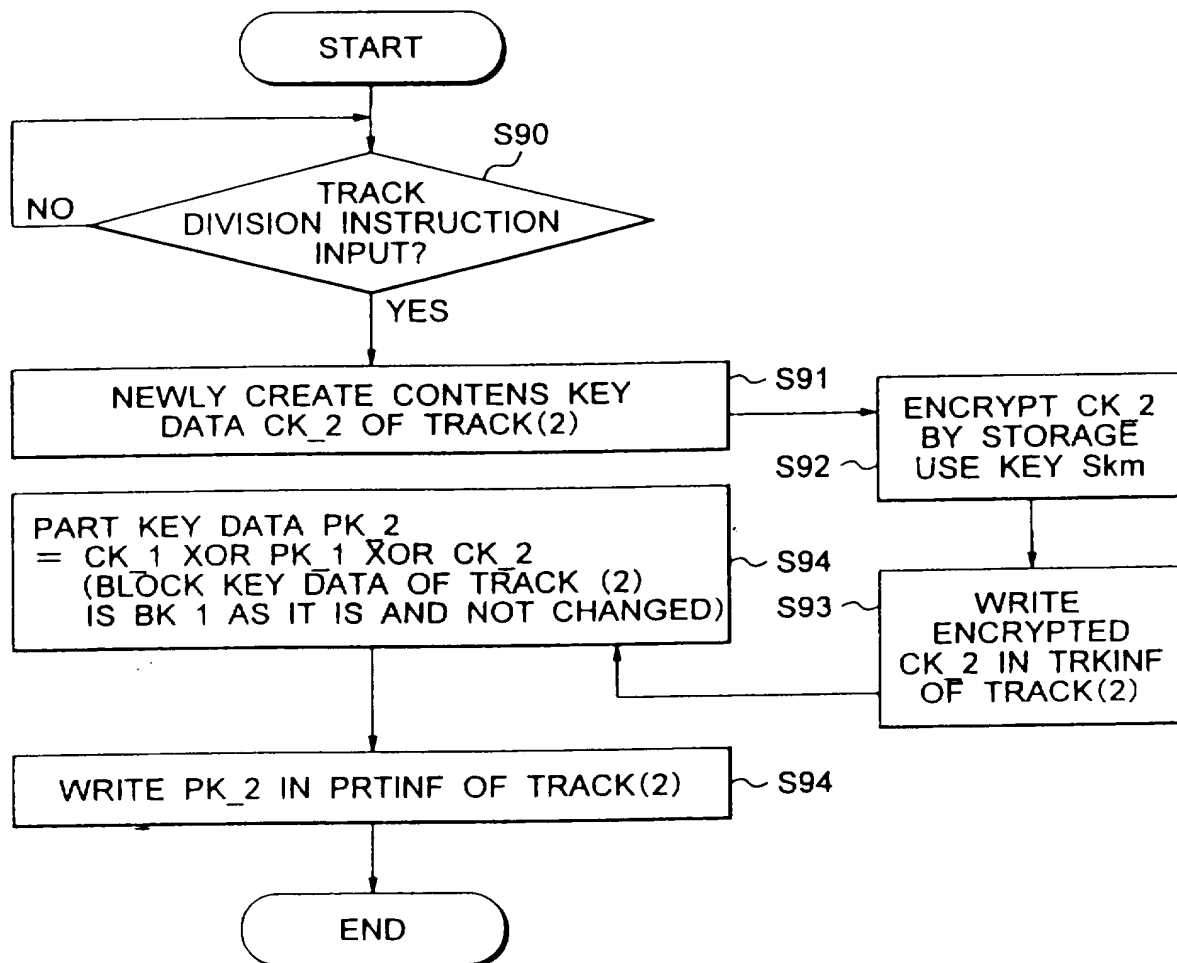 START
S90
NO
TRACK
DIVISION INSTRUCTION
INPUT?
YES
NEWLY CREATE CONTENS KEY
DATA CK_2 OF TRACK(2)
S91
ENCRYPT CK_2
BY STORAGE
USE KEY Skm
S92
WRITE
ENCRYPTED
CK_2 IN TRKINF
OF TRACK(2)
S93
PART KEY DATA PK_2
= CK_1 XOR PK_1 XOR CK_2
(BLOCK KEY DATA OF TRACK (2)
IS BK 1 AS IT IS AND NOT CHANGED)
S94
WRITE PK_2 IN PRTINF OF TRACK(2)
S94
END